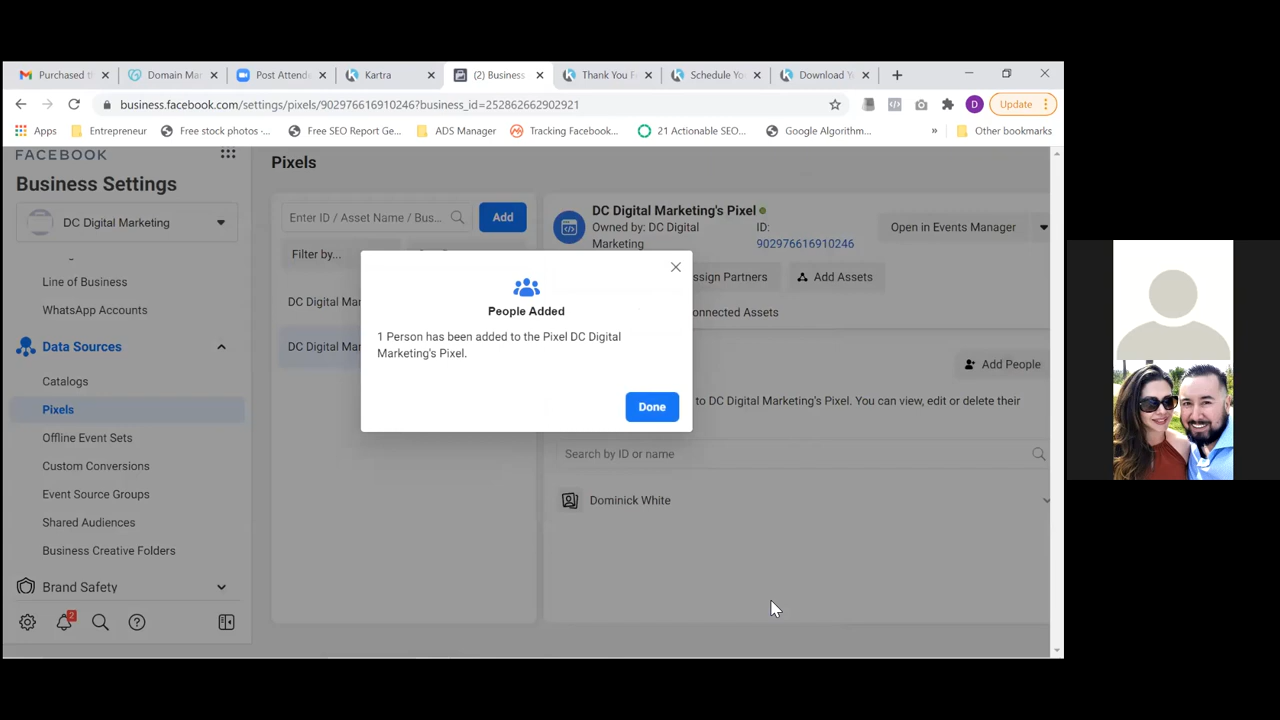 Purchased t
Domain Mar
Post Attende
Kartra
(2) Business
Thank You F
Schedule Yo
Download Y
business.facebook.com/settings/pixels/902976616910246?business_id=252862662902921
D
Update
Apps
Entrepreneur
Free stock photos -...
Free SEO Report Ge...
ADS Manager
Tracking Facebook...
21 Actionable SEO...
Google Algorithm...
»
Other bookmarks
FACEBOOK
Business Settings
DC Digital Marketing
Line of Business
WhatsApp Accounts
Data Sources
Catalogs
Pixels
Offline Event Sets
Custom Conversions
Event Source Groups
Shared Audiences
Business Creative Folders
Brand Safety
2
Pixels
Enter ID / Asset Name / Bus...
Add
Filter by...
DC Digital Mar
DC Digital Mar
DC Digital Marketing's Pixel
Owned by: DC Digital
Marketing
ID:
902976616910246
Open in Events Manager
ssign Partners
Add Assets
onnected Assets
Add People
to DC Digital Marketing's Pixel. You can view, edit or delete their
Search by ID or name
Dominick White
People Added
1 Person has been added to the Pixel DC Digital
Marketing's Pixel.
Done